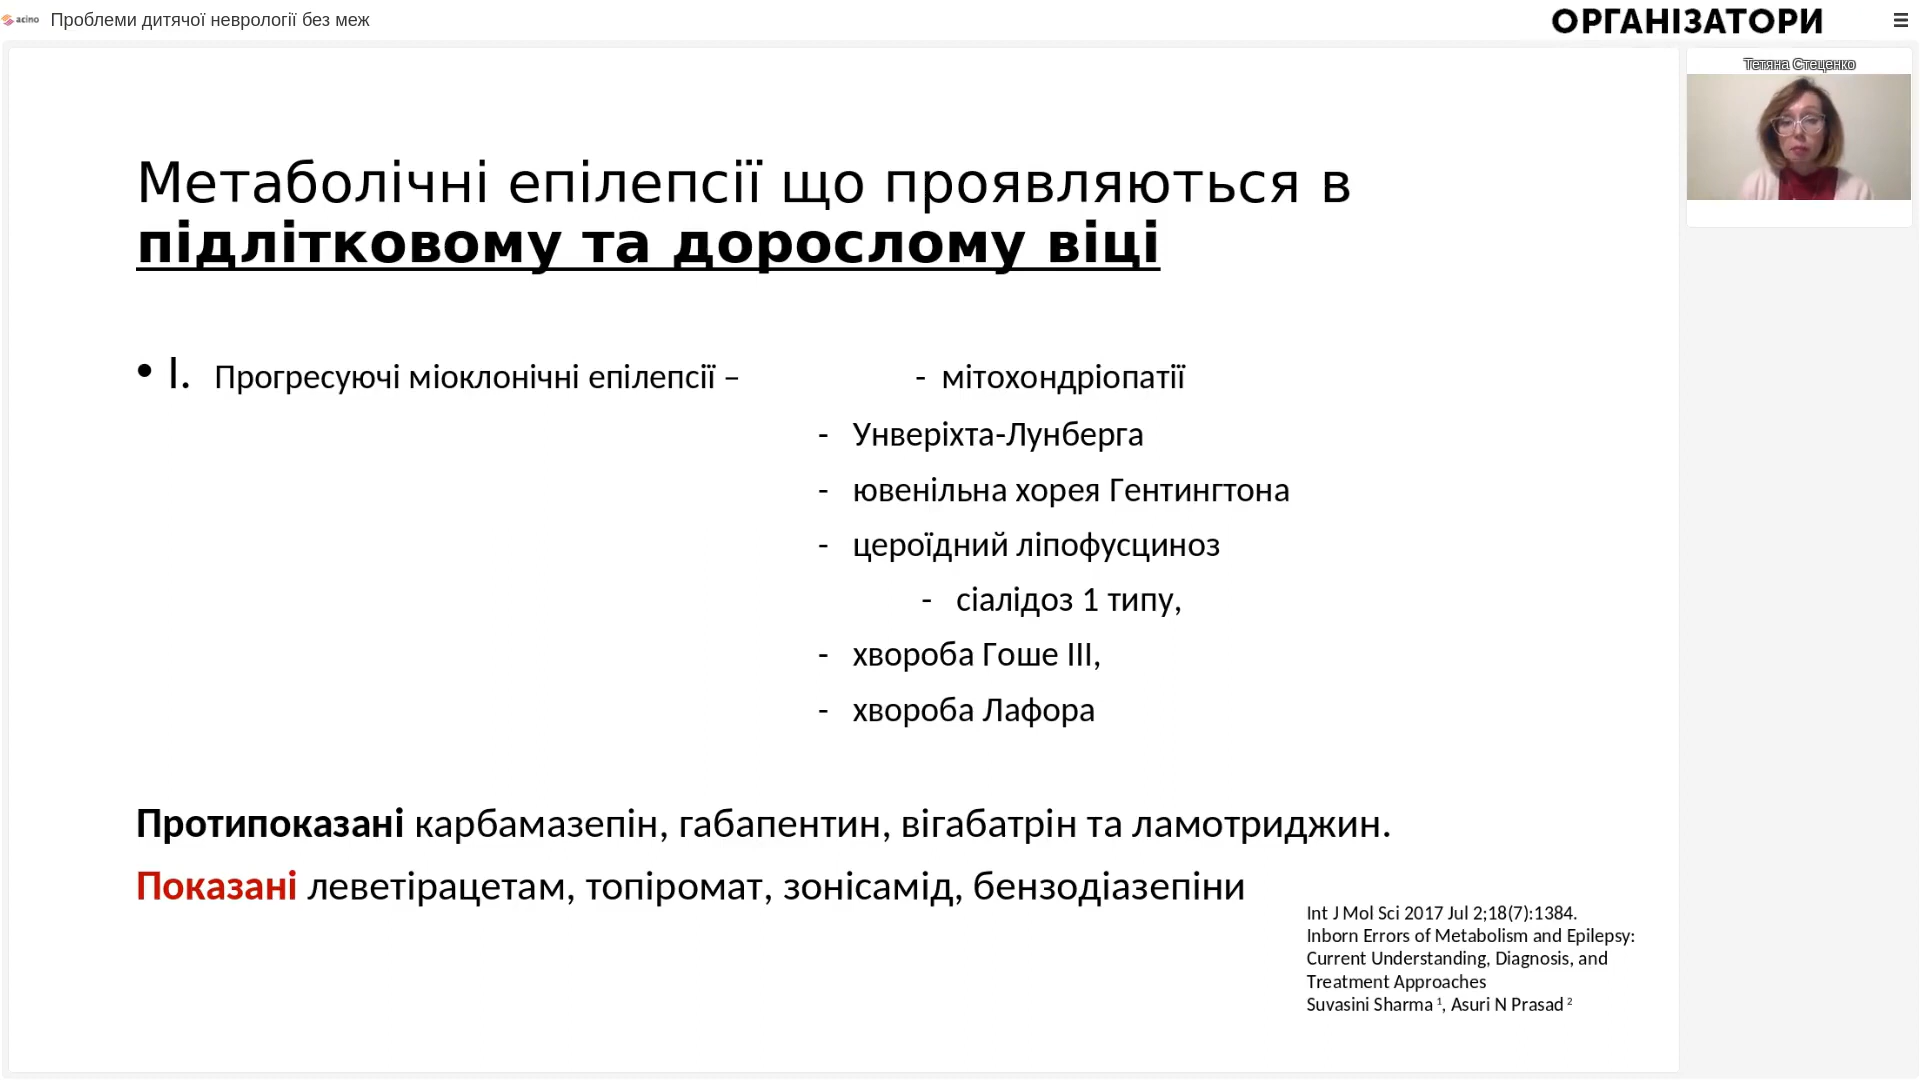 acino Проблеми дитячої неврології без меж
ОРГАНІЗАТОРИ
Тетяна Стеценко
Метаболічні епілепсії що проявляються в
підлітковому та дорослому віці
• І. Прогресуючі міоклонічні епілепсії – - мітохондріопатії
- Унверіхта-Лунберга
- ювенільна хорея Гентингтона
- цероїдний ліпофусциноз
- сіалідоз 1 типу,
- хвороба Гоше ІІІ,
- хвороба Лафора
Протипоказані карбамазепін, габапентин, вігабатрін та ламотриджин.
Показані леветірацетам, топіромат, зонісамід, бензодіазепіни
Int J Mol Sci 2017 Jul 2;18(7):1384.
Inborn Errors of Metabolism and Epilepsy:
Current Understanding, Diagnosis, and
Treatment Approaches
Suvasini Sharma ¹, Asuri N Prasad ²